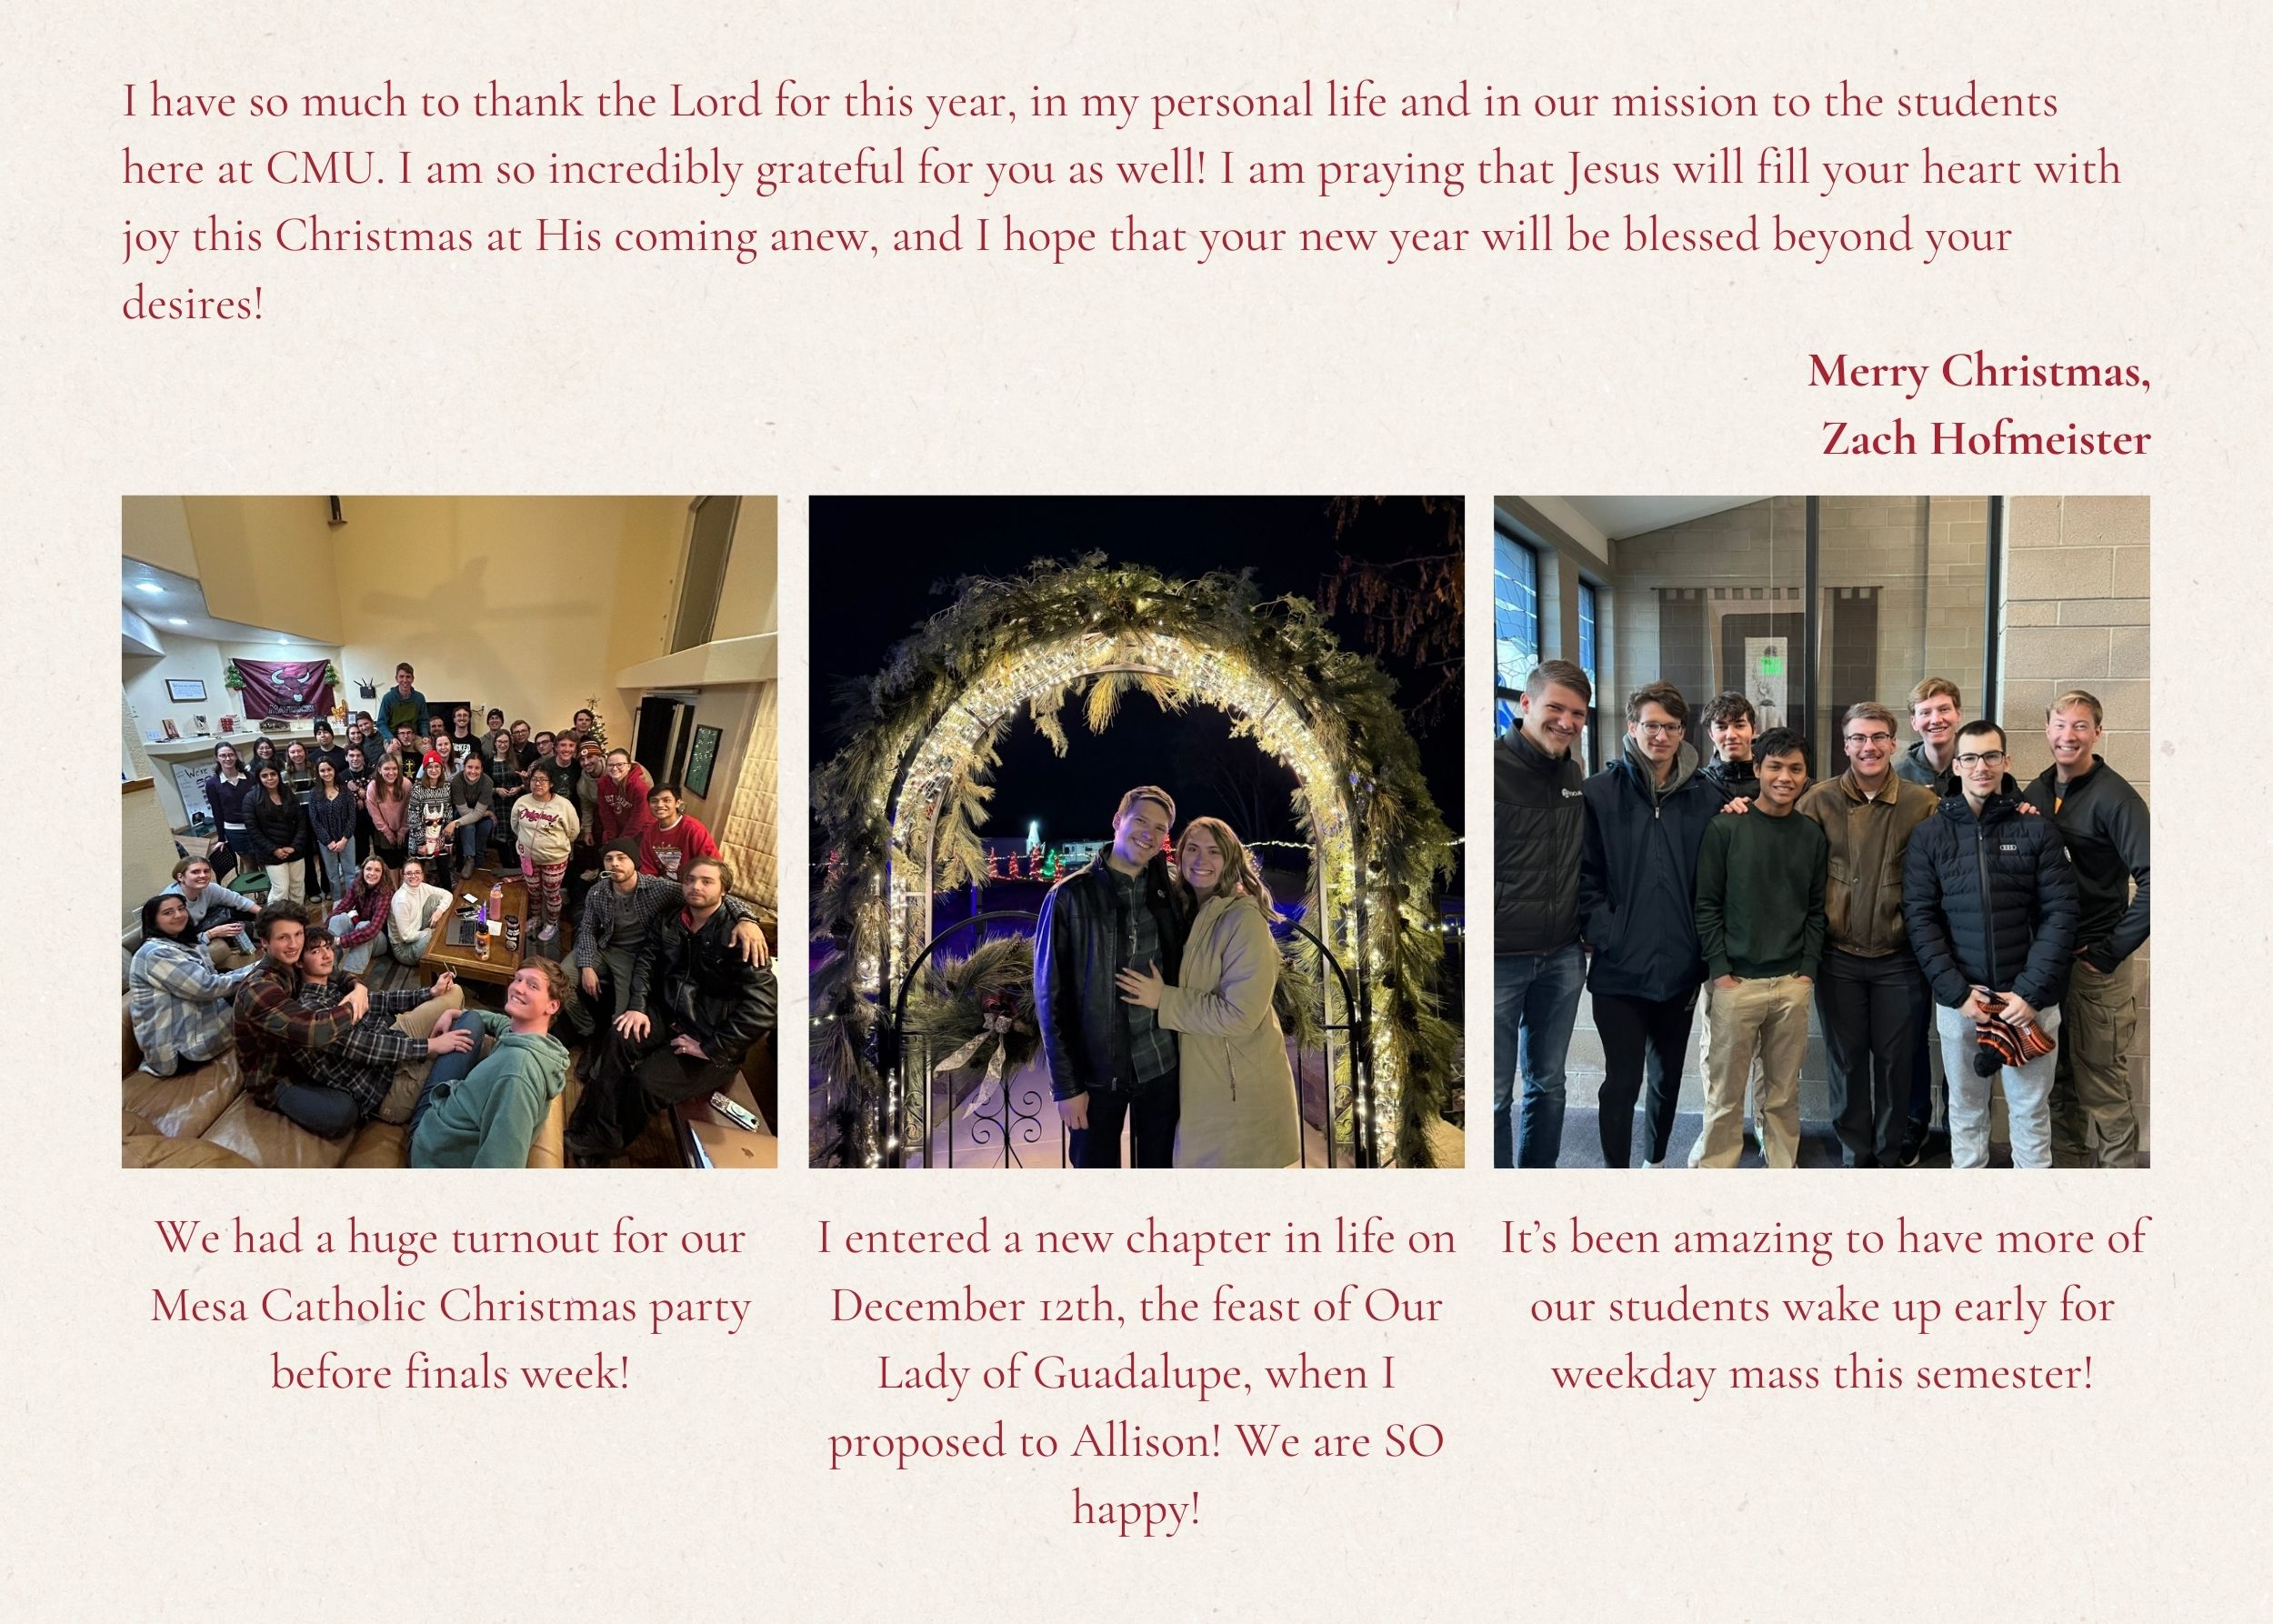 I have so much to thank the Lord for this year, in my personal life and in our mission to the students
here at CMU. I am so incredibly grateful for you as well! I am praying that Jesus will fill your heart with
joy this Christmas at His coming anew, and I hope that your new year will be blessed beyond your
desires!
Merry Christmas,
Zach Hofmeister
MAVERICKS
Original
We had a huge turnout for our
Mesa Catholic Christmas party
before finals week!
I entered a new chapter in life on
December 12th, the feast of Our
Lady of Guadalupe, when I
proposed to Allison! We are SO
happy!
It's been amazing to have more of
our students wake up early for
weekday mass this semester!